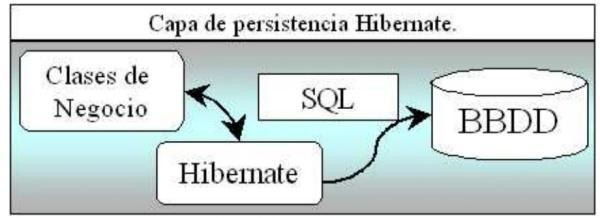 Capa de persistencia Hibernate.
Clases de
Negocio
SQL
BBDD
Hibernate